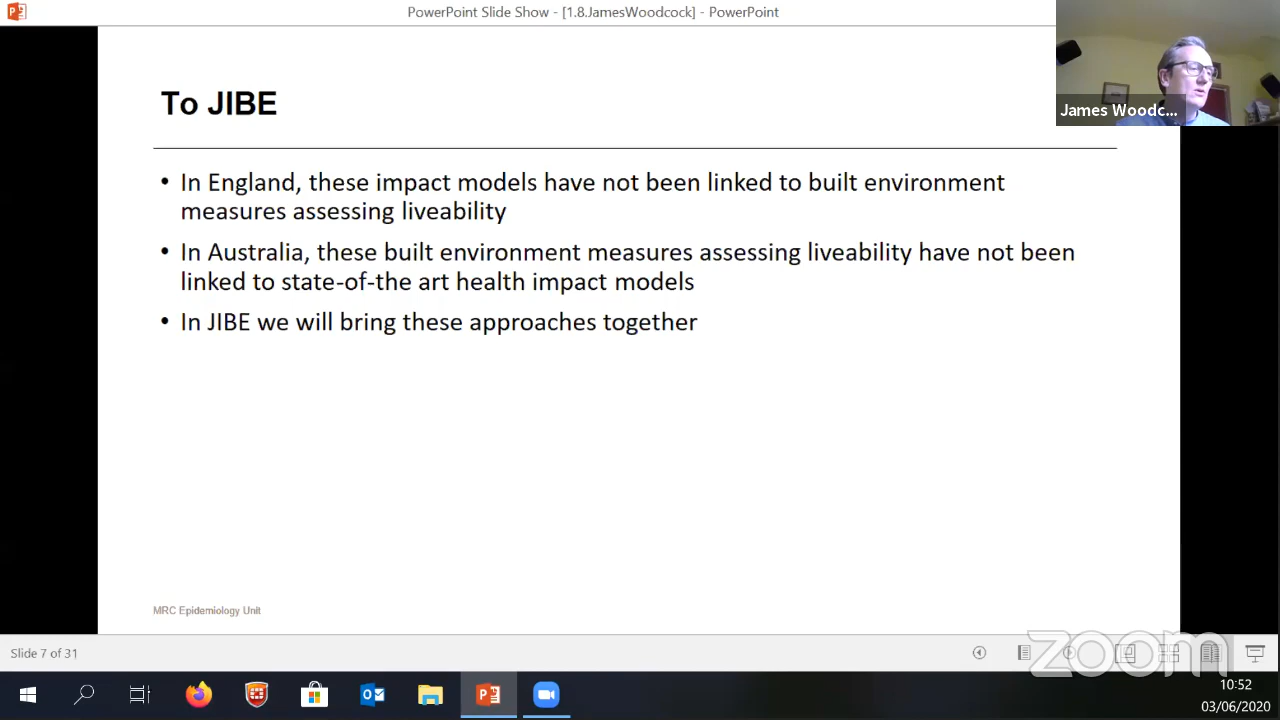 PowerPoint Slide Show - [1.8.JamesWoodcock] - PowerPoint
James Woodc...
To JIBE
• In England, these impact models have not been linked to built environment
measures assessing liveability
• In Australia, these built environment measures assessing liveability have not been
linked to state-of-the art health impact models
• In JIBE we will bring these approaches together
MRC Epidemiology Unit
Slide 7 of 31
zoom
10:52
03/06/2020